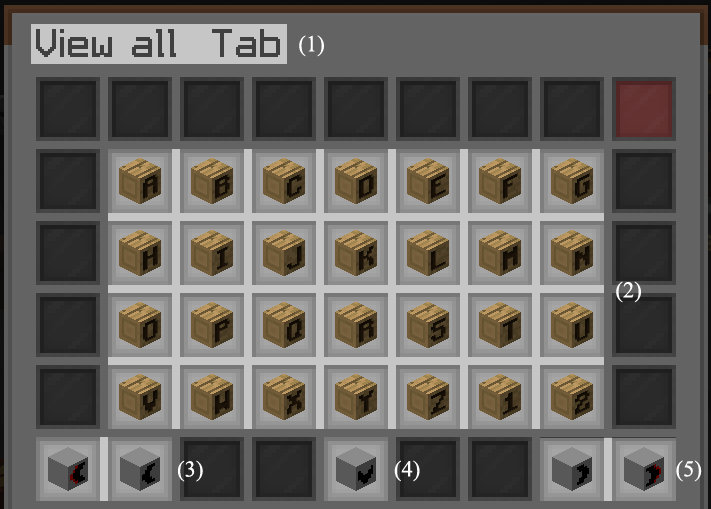 View all Tab (1)
A B C D E F G
H I J K L M N
(2)
O P Q R S T U
V W X Y Z 1 2
(3) (4) (5)